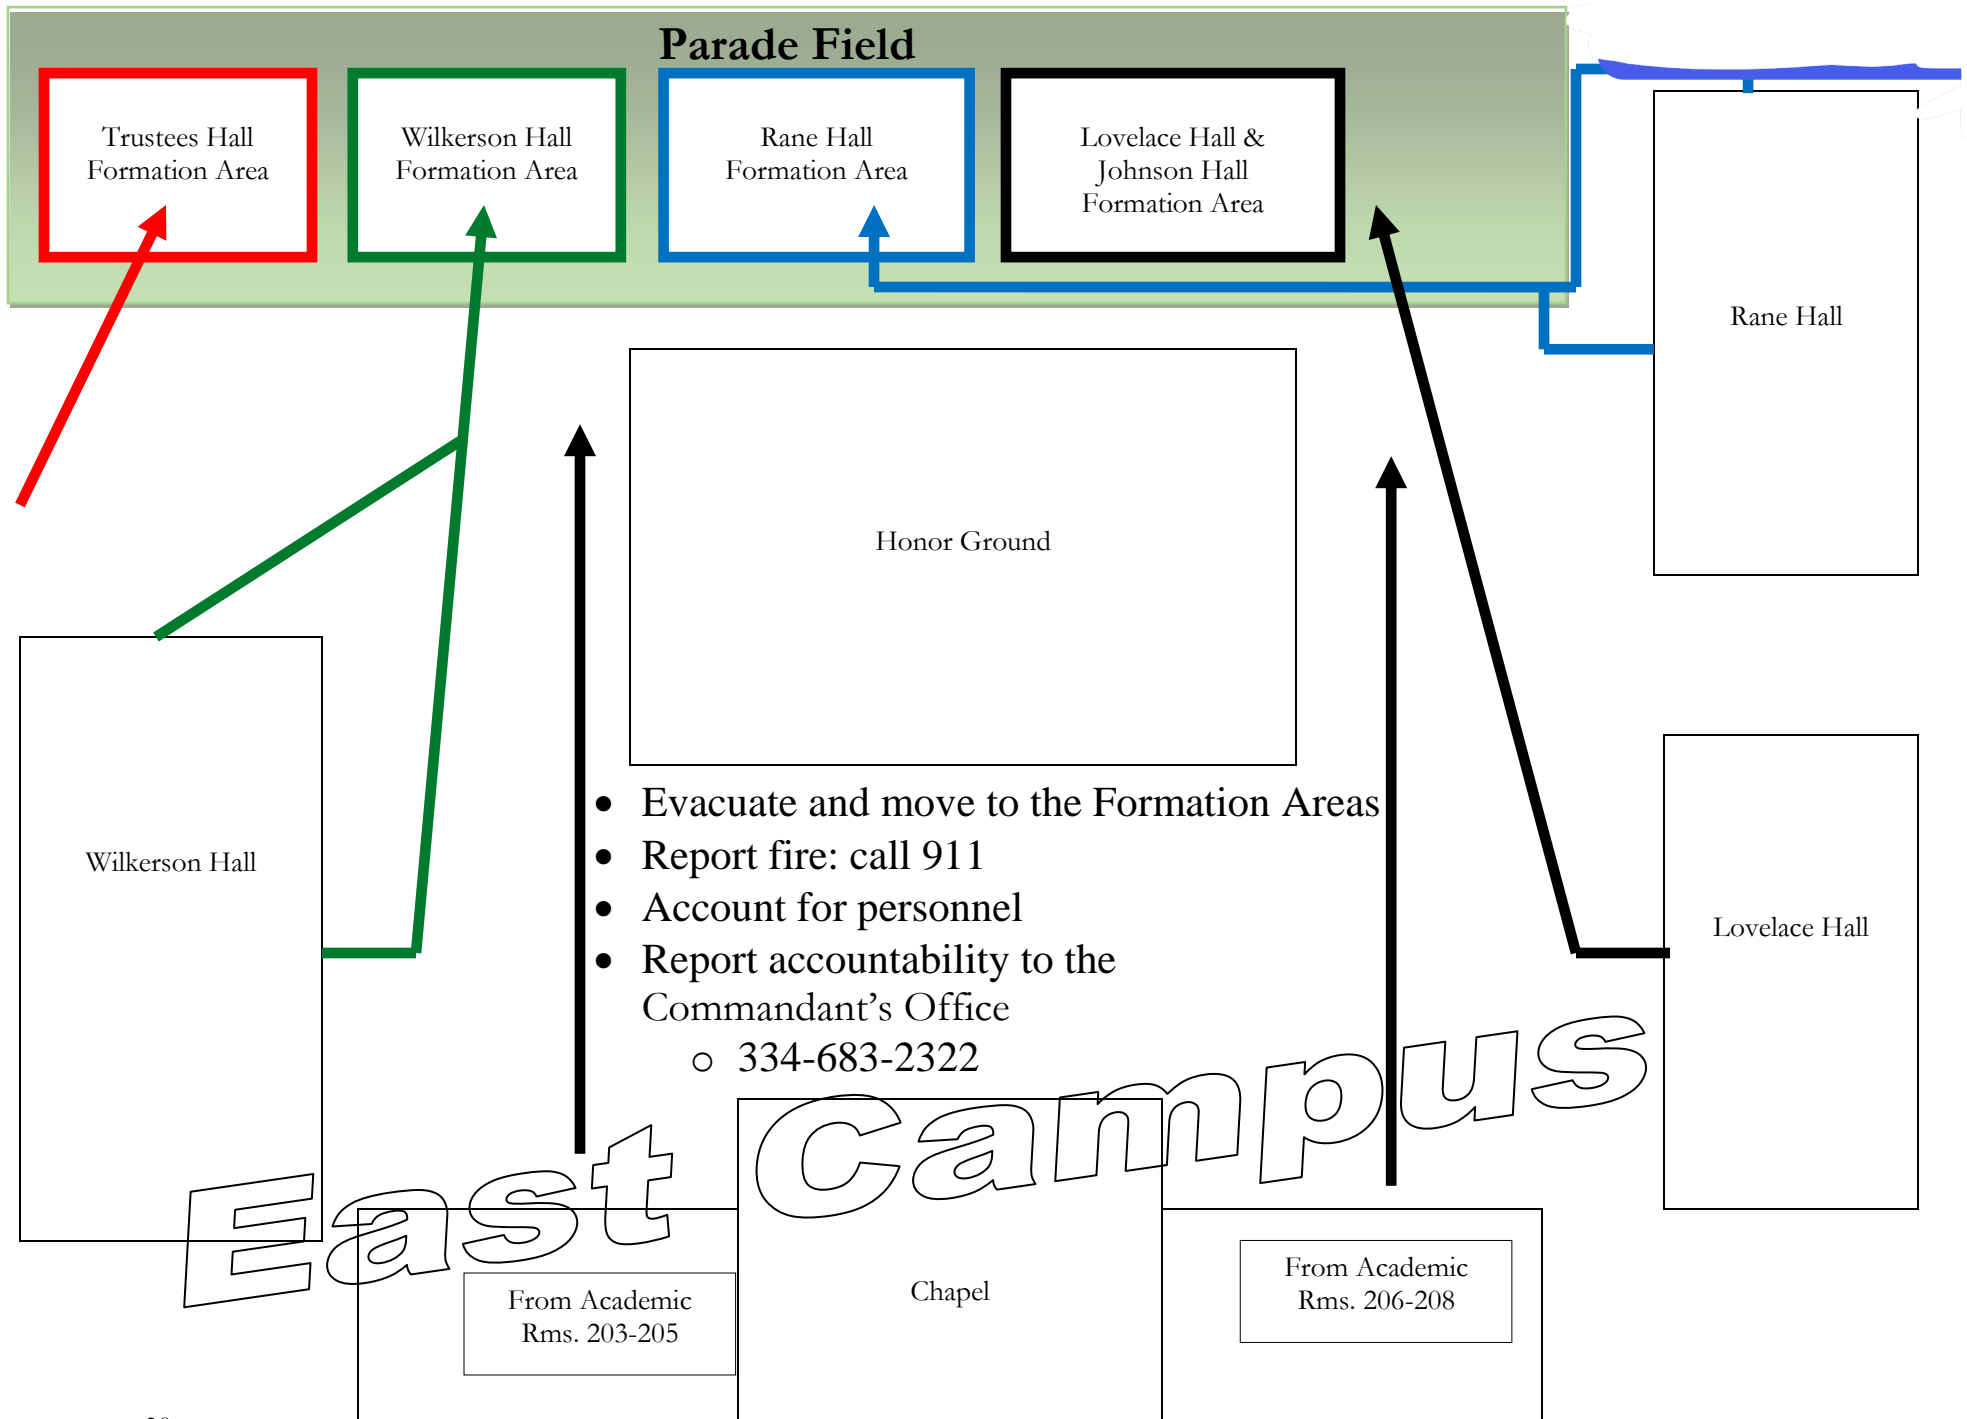 Parade Field
Trustees Hall
Formation Area
Wilkerson Hall
Formation Area
Rane Hall
Formation Area
Lovelace Hall &
Johnson Hall
Formation Area
Rane Hall
Honor Ground
• Evacuate and move to the Formation Areas
• Report fire: call 911
• Account for personnel
• Report accountability to the
Commandant’s Office
o 334-683-2322
Wilkerson Hall
Lovelace Hall
East Campus
From Academic
Rms. 203-205
Chapel
From Academic
Rms. 206-208